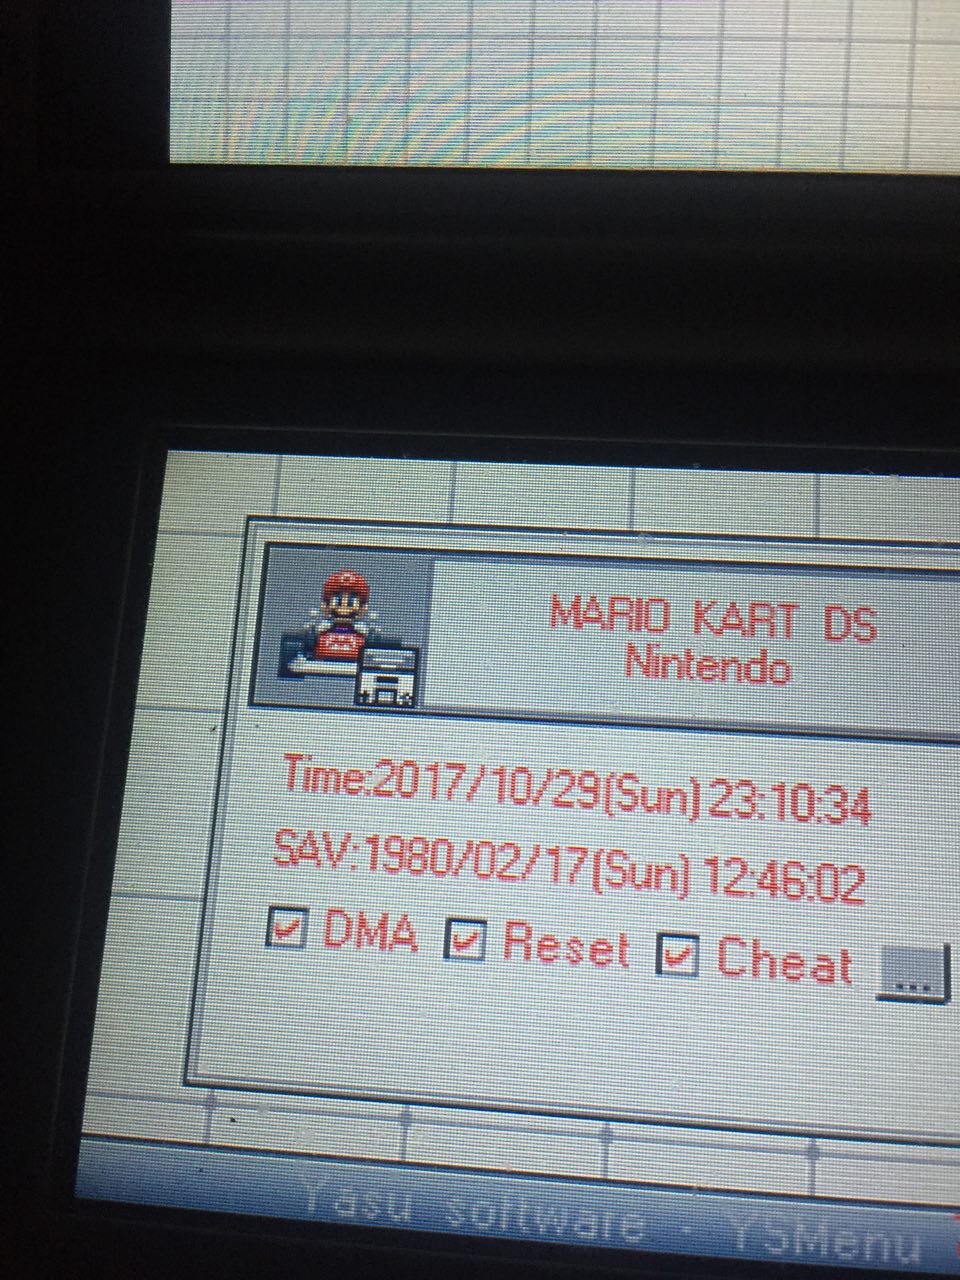 MARIO KART DS
Nintendo
Time:2017/10/29(Sun) 23:10:34
SAV:1980/02/17(Sun) 12:46:02
DMA Reset Cheat ...
Yasu software - YSMenu